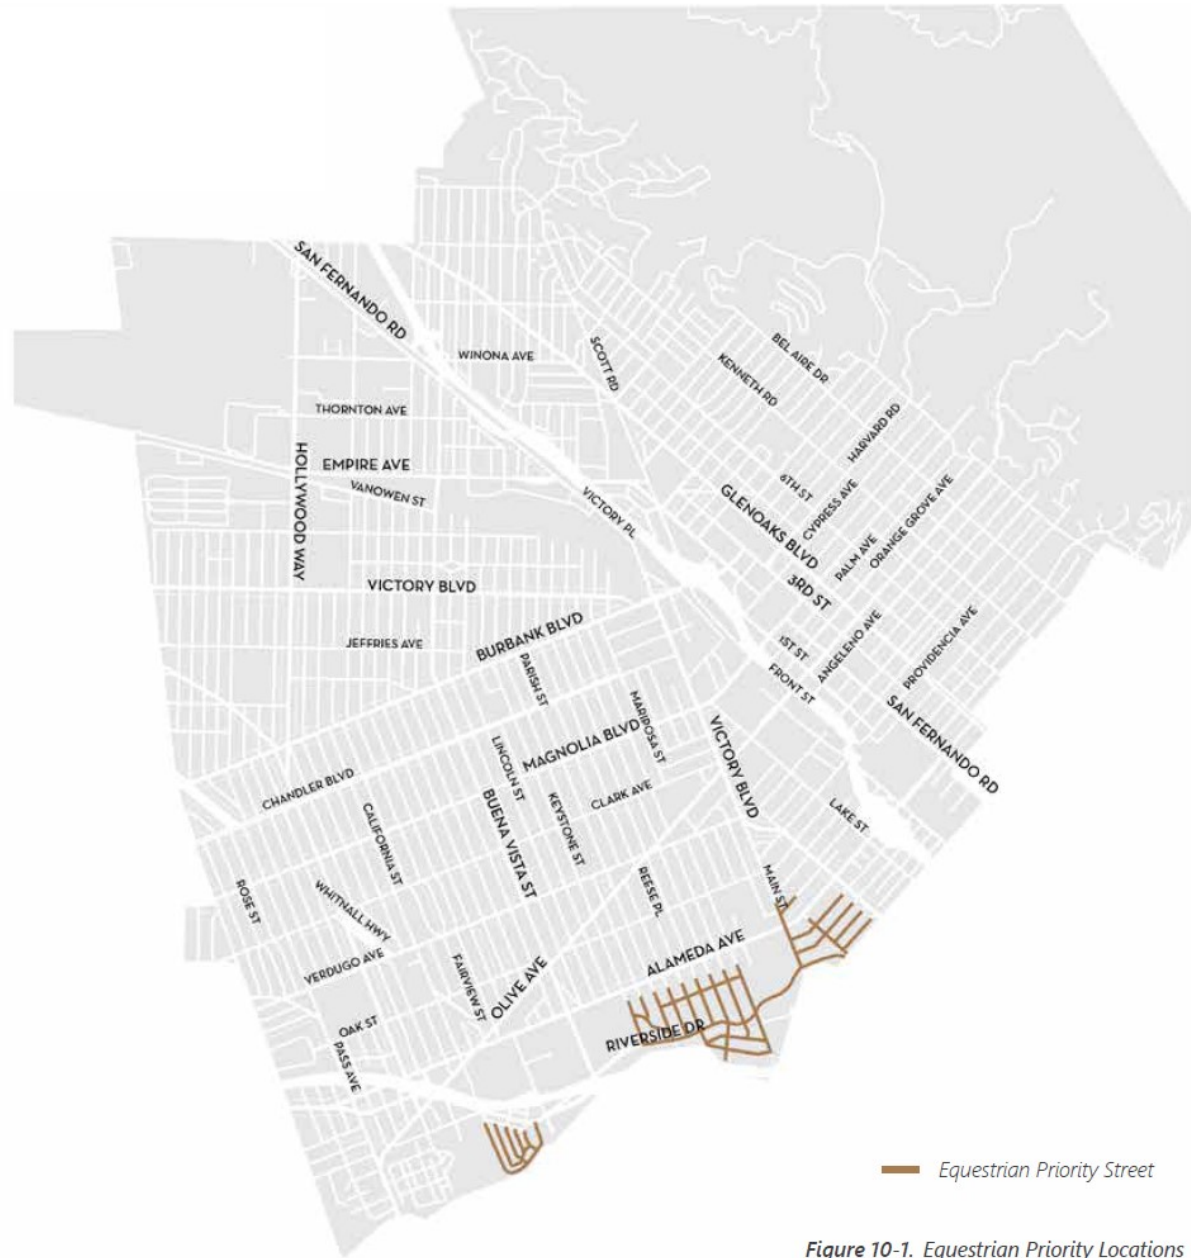 SAN FERNANDO RD
WINONA AVE
SCOTT RD
BEL AIRE DR
KENNETH RD
THORNTON AVE
HARVARD RD
HOLLYWOOD WAY
EMPIRE AVE
VANOWEN ST
6TH ST
CYPRESS AVE
GLENOAKS BLVD
VICTORY PL
ORANGE GROVE AVE
PALM AVE
3RD ST
VICTORY BLVD
JEFFRIES AVE
BURBANK BLVD
1ST ST
ANGELENO AVE
PROVIDENCIA AVE
FRONT ST
PARISH ST
MARIPOSA ST
SAN FERNANDO RD
MAGNOLIA BLVD
VICTORY BLVD
LINCOLN ST
CHANDLER BLVD
CLARK AVE
KEYSTONE ST
BUENA VISTA ST
CALIFORNIA ST
LAKE ST
ROSE ST
WHITNALL HWY
REESE PL
MAIN ST
VERDUGO AVE
FAIRVIEW ST
OLIVE AVE
ALAMEDA AVE
OAK ST
RIVERSIDE DR
PASS AVE
Equestrian Priority Street
Figure 10-1. Equestrian Priority Locations